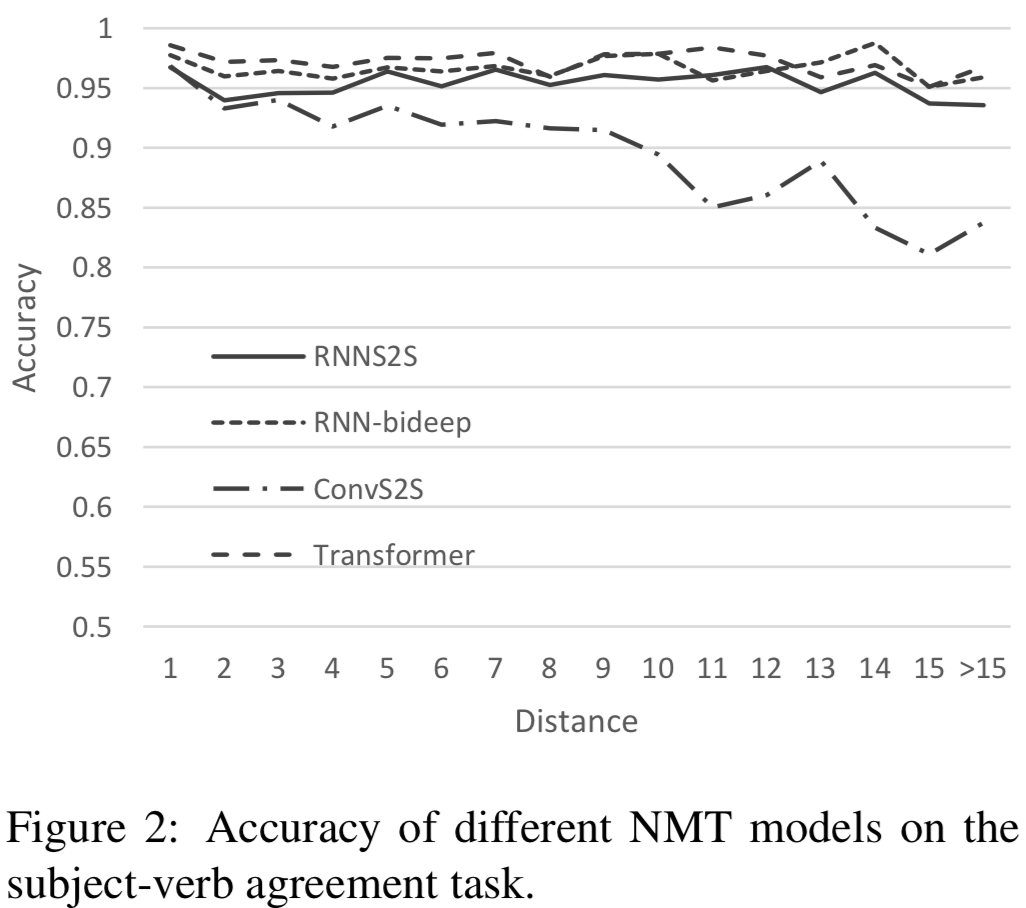 1
0.95
0.9
0.85
0.8
0.75
0.7
0.65
0.6
0.55
0.5
Accuracy
RNNS2S
RNN-bideep
ConvS2S
Transformer
1 2 3 4 5 6 7 8 9 10 11 12 13 14 15 >15
Distance
Figure 2: Accuracy of different NMT models on the
subject-verb agreement task.